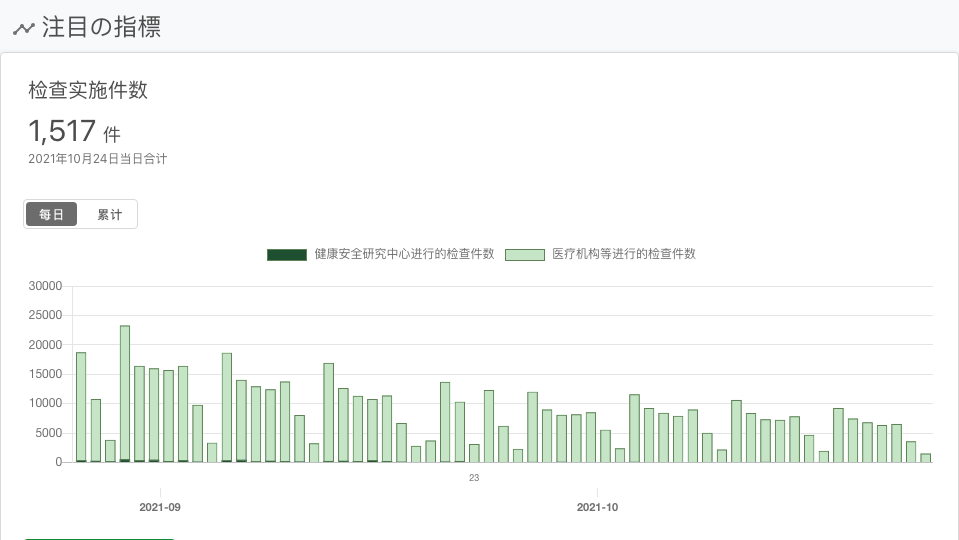 注目の指標
检查实施件数
1,517 件
2021年10月24日当日合计
每日 累计
健康安全研究中心进行的检查件数 医疗机构等进行的检查件数
30000
25000
20000
15000
10000
5000
0
23
2021-09 2021-10